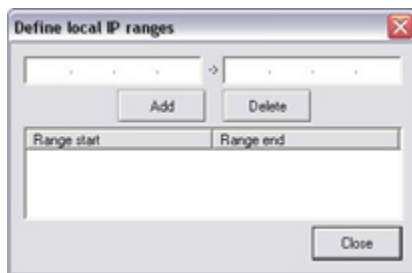 Define local IP ranges
. . . -> . . .
Add Delete
Range start Range end
Close